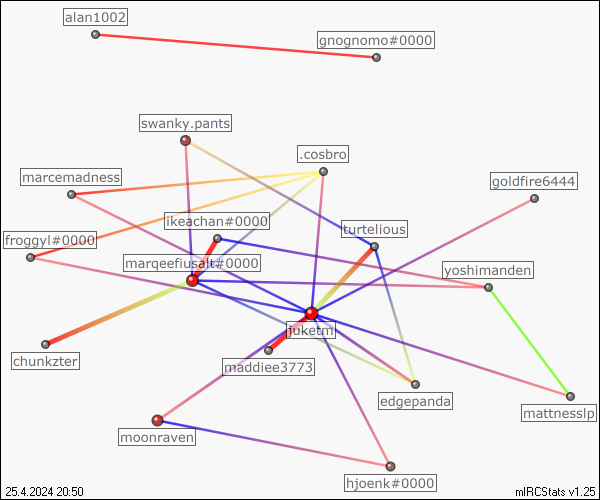 alan1002
gnognomo#0000
swanky.pants
.cosbro
marcemadness
goldfire6444
ikeachan#0000
turtelious
froggyl#0000
marqeefiusalt#0000
yoshimanden
juketm
chunkzter
maddiee3773
edgepanda
mattnesslp
moonraven
hjoenk#0000
25.4.2024 20:50
mIRCStats v1.25